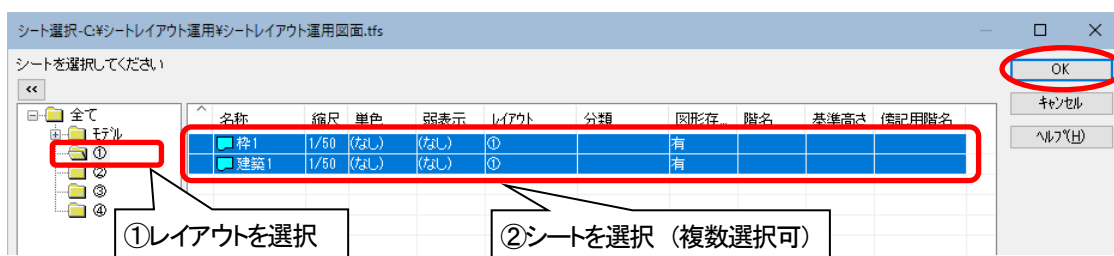 シート選択-C:¥シートレイアウト運用¥シートレイアウト運用図面.tfs
シートを選択してください
<<
OK
キャンセル
ヘルプ(H)
全て
モデル
①
②
③
④
名称 縮尺 単色 弱表示 レイアウト 分類 図形存... 階名 基準高さ 傍記用階名
枠1 1/50 (なし) (なし) ① 有
建築1 1/50 (なし) (なし) ① 有
①レイアウトを選択
②シートを選択（複数選択可）